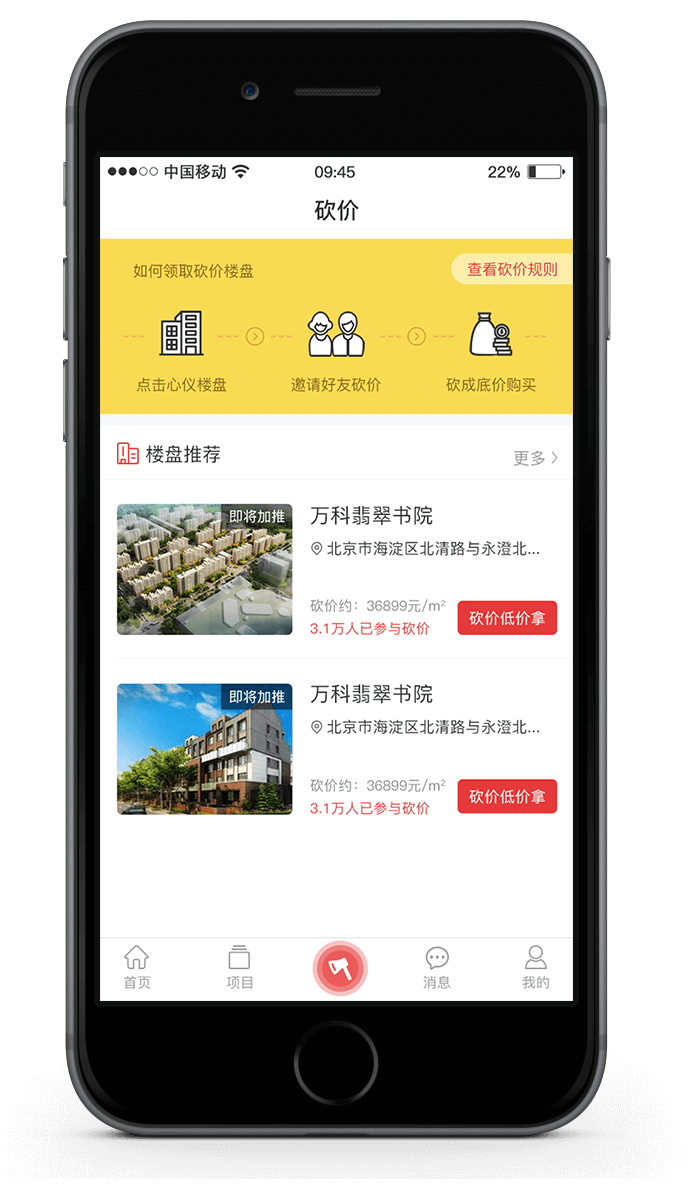 中国移动 09:45 22%
砍价
如何领取砍价楼盘 查看砍价规则
点击心仪楼盘 邀请好友砍价 砍成底价购买
楼盘推荐 更多
即将加推
万科翡翠书院
北京市海淀区北清路与永澄北...
砍价约：36899元/m²
3.1万人已参与砍价
砍价低价拿
即将加推
万科翡翠书院
北京市海淀区北清路与永澄北...
砍价约：36899元/m²
3.1万人已参与砍价
砍价低价拿
首页 项目 消息 我的